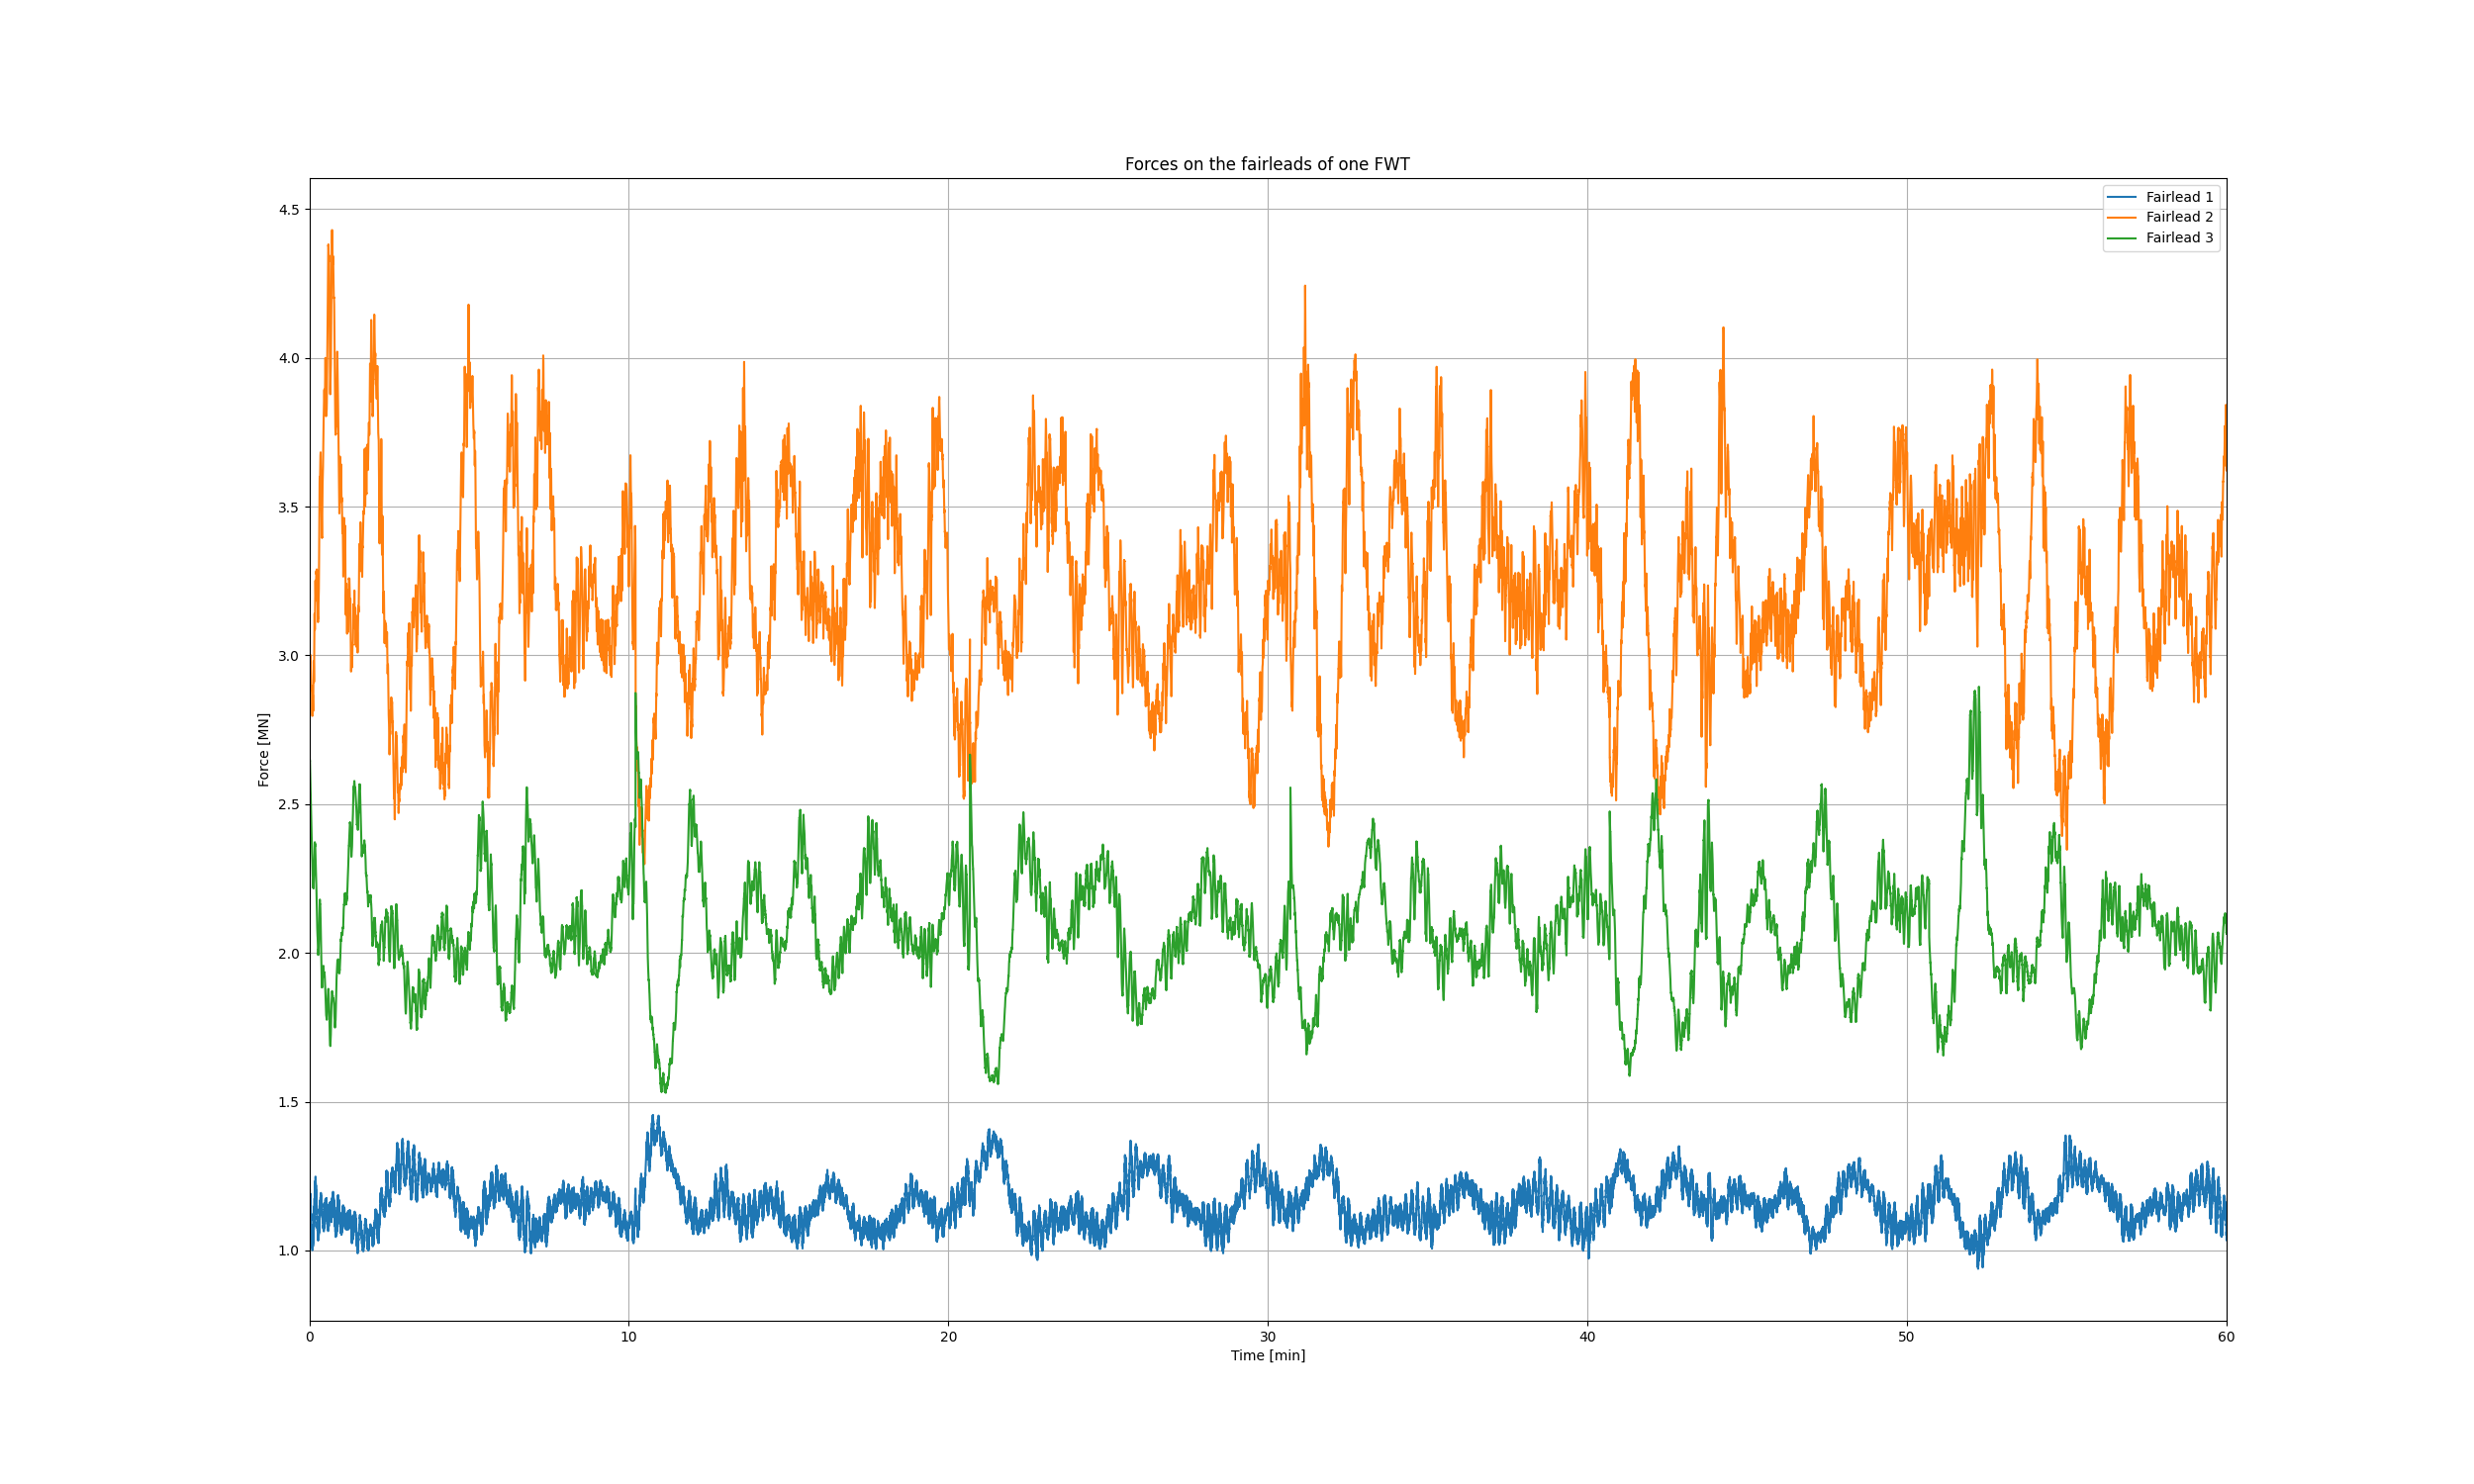 Forces on the fairleads of one FWT
Fairlead 1
Fairlead 2
Fairlead 3
Force [MN]
4.5
4.0
3.5
3.0
2.5
2.0
1.5
1.0
0 10 20 30 40 50 60
Time [min]